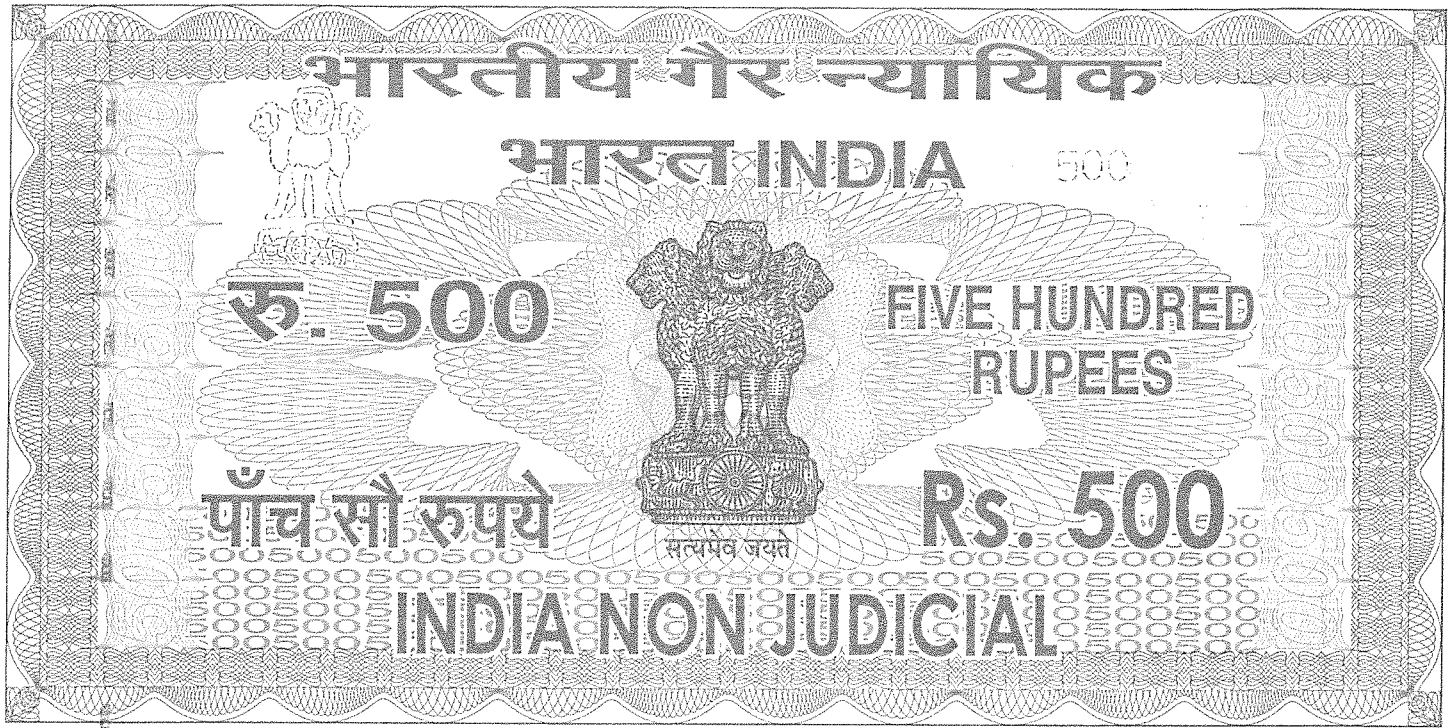 भारतीय गैर न्यायिक
भारत INDIA 500
रु. 500
FIVE HUNDRED
RUPEES
पाँच सौ रुपये
Rs. 500
सत्यमेव जयते
INDIA NON JUDICIAL